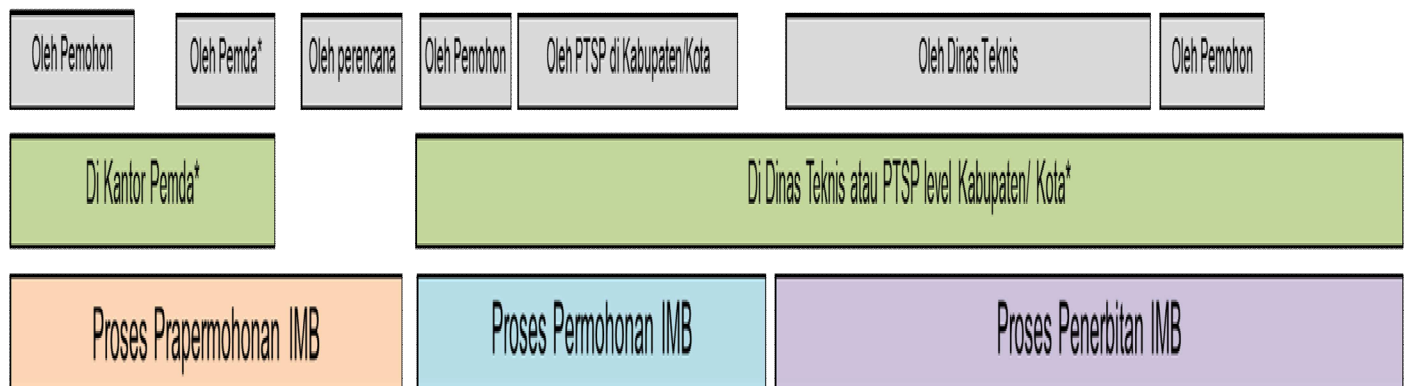 Oleh Pemohon
Oleh Pemda*
Oleh perencana
Oleh Pemohon
Oleh PTSP di Kabupaten/Kota
Oleh Dinas Teknis
Oleh Pemohon
Di Kantor Pemda*
Di Dinas Teknis atau PTSP level Kabupaten/ Kota*
Proses Prapermohonan IMB
Proses Permohonan IMB
Proses Penerbitan IMB